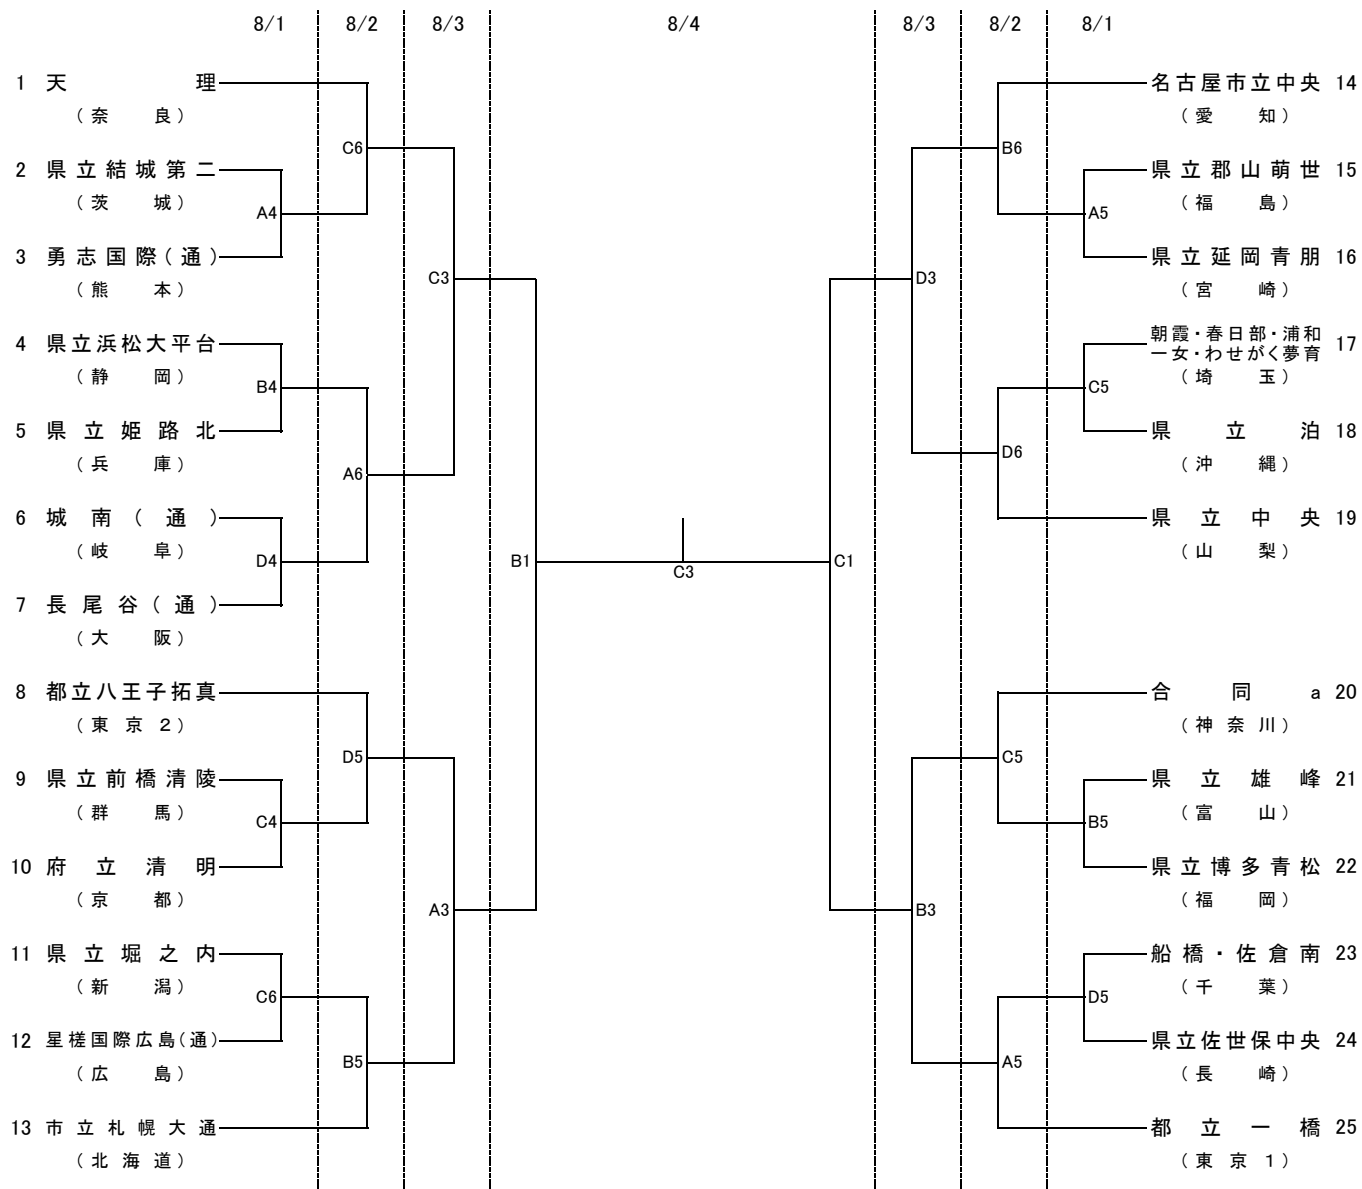 8/1 8/2 8/3 8/4 8/3 8/2 8/1
1 天理
（奈良）
2 県立結城第二
（茨城）
3 勇志国際（通）
（熊本）
4 県立浜松大平台
（静岡）
5 県立姫路北
（兵庫）
6 城南（通）
（岐阜）
7 長尾谷（通）
（大阪）
8 都立八王子拓真
（東京２）
9 県立前橋清陵
（群馬）
10 府立清明
（京都）
11 県立堀之内
（新潟）
12 星槎国際広島（通）
（広島）
13 市立札幌大通
（北海道）
A4
B4
D4
C4
C6
C6
A6
D5
B5
C3
A3
B1
C3
C1
D3
B3
B6
D6
C5
A5
A5
C5
B5
D5
名古屋市立中央 14
（愛知）
県立郡山萌世 15
（福島）
県立延岡青朋 16
（宮崎）
朝霞・春日部・浦和
一女・わせがく夢育 17
（埼玉）
県立泊 18
（沖縄）
県立中央 19
（山梨）
合同a 20
（神奈川）
県立雄峰 21
（富山）
県立博多青松 22
（福岡）
船橋・佐倉南 23
（千葉）
県立佐世保中央 24
（長崎）
都立一橋 25
（東京１）